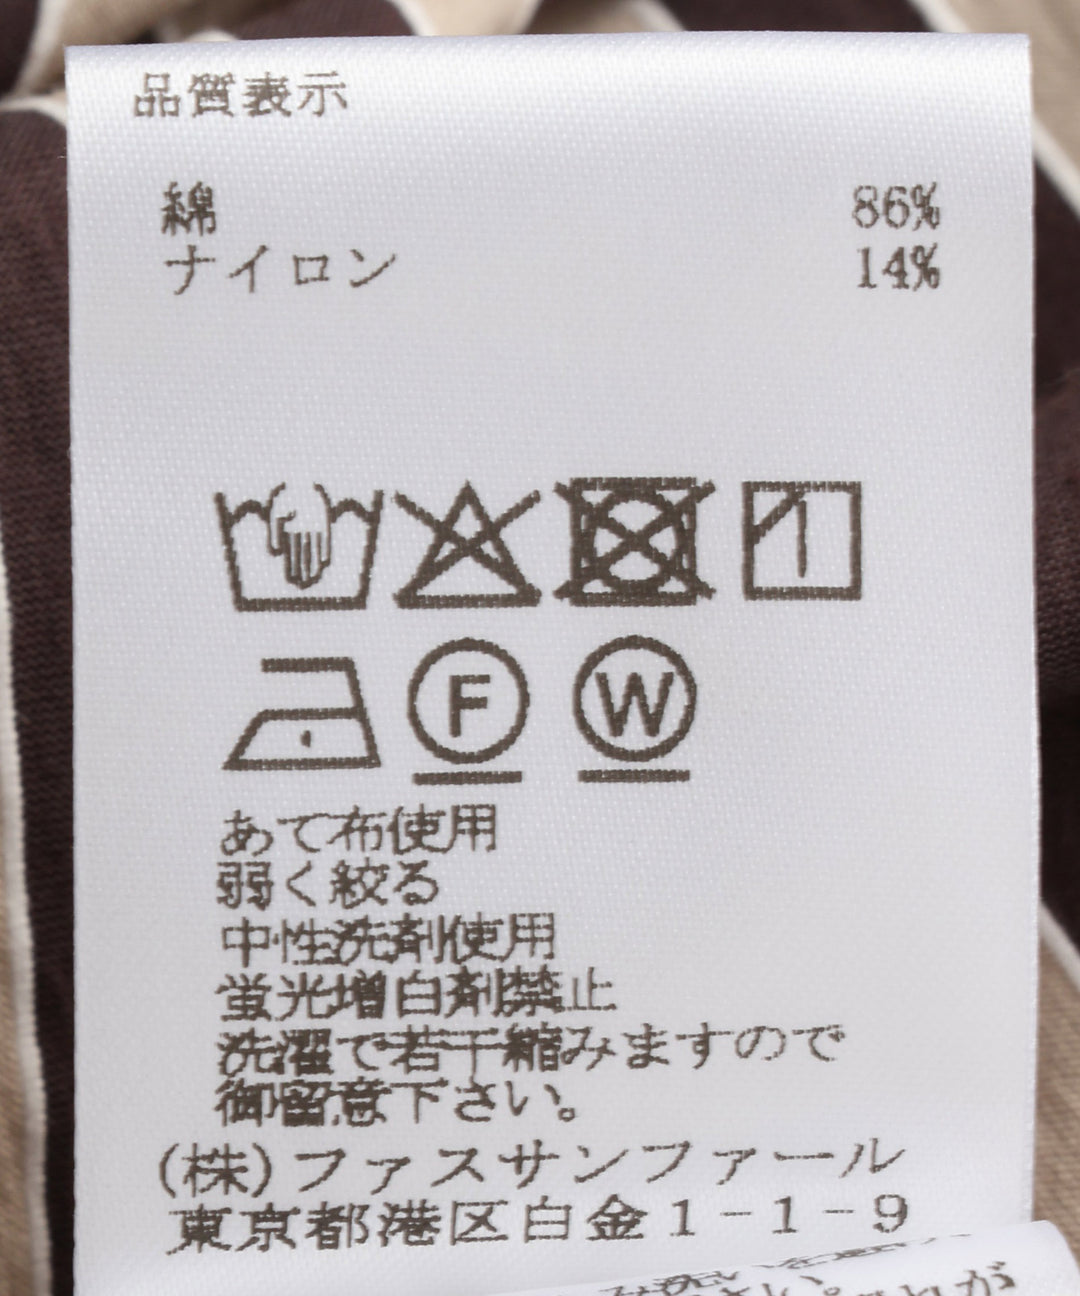 品質表示
綿 86%
ナイロン 14%
F W
あて布使用
弱く絞る
中性洗剤使用
蛍光増白剤禁止
洗濯で若干縮みますので
御留意下さい。
(株)ファスサンファール
東京都港区白金1-1-9